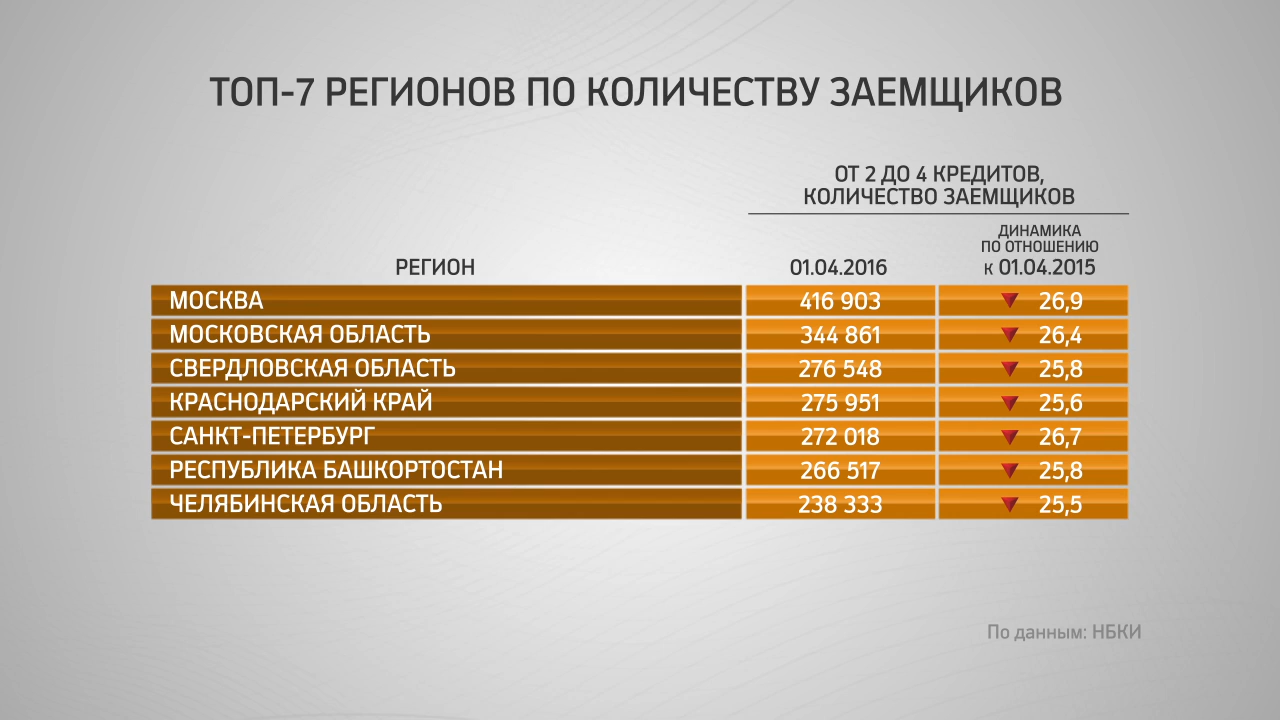 ТОП-7 РЕГИОНОВ ПО КОЛИЧЕСТВУ ЗАЕМЩИКОВ
ОТ 2 ДО 4 КРЕДИТОВ,
КОЛИЧЕСТВО ЗАЕМЩИКОВ
РЕГИОН 01.04.2016 ДИНАМИКА
ПО ОТНОШЕНИЮ
К 01.04.2015
МОСКВА 416 903 ▼ 26,9
МОСКОВСКАЯ ОБЛАСТЬ 344 861 ▼ 26,4
СВЕРДЛОВСКАЯ ОБЛАСТЬ 276 548 ▼ 25,8
КРАСНОДАРСКИЙ КРАЙ 275 951 ▼ 25,6
САНКТ-ПЕТЕРБУРГ 272 018 ▼ 26,7
РЕСПУБЛИКА БАШКОРТОСТАН 266 517 ▼ 25,8
ЧЕЛЯБИНСКАЯ ОБЛАСТЬ 238 333 ▼ 25,5
По данным: НБКИ